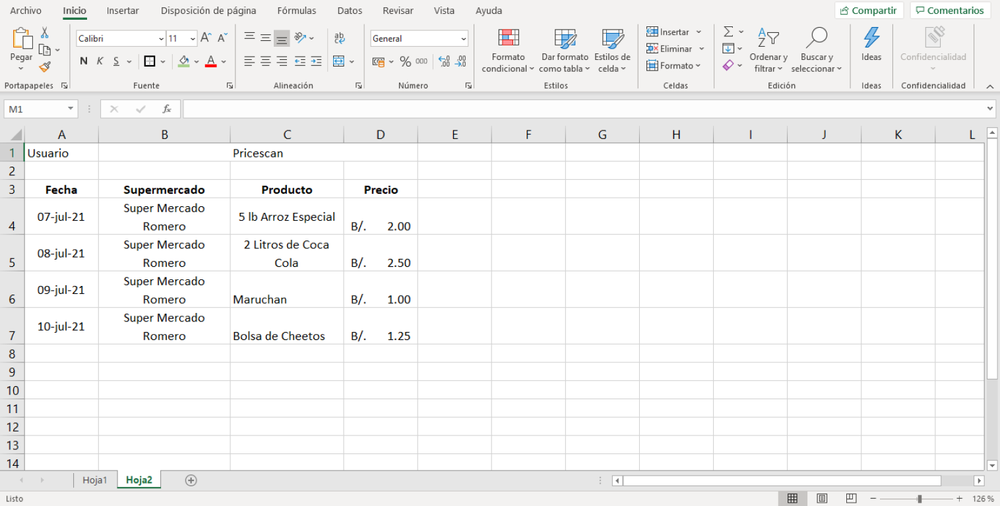 Archivo Inicio Insertar Disposición de página Fórmulas Datos Revisar Vista Ayuda Compartir Comentarios
Pegar
Calibri 11 A A
N K S A
ab
General
% 000
Formato condicional
Dar formato como tabla
Estilos de celda
Insertar
Eliminar
Formato
Ordenar y filtrar
Buscar y seleccionar
Ideas
Confidencialidad
Portapapeles Fuente Alineación Número Estilos Celdas Edición Ideas Confidencialidad
M1 fx
A B C D E F G H I J K L
1 Usuario Pricescan
2
3 Fecha Supermercado Producto Precio
4 07-jul-21 Super Mercado Romero 5 lb Arroz Especial B/. 2.00
5 08-jul-21 Super Mercado Romero 2 Litros de Coca Cola B/. 2.50
6 09-jul-21 Super Mercado Romero Maruchan B/. 1.00
7 10-jul-21 Super Mercado Romero Bolsa de Cheetos B/. 1.25
8
9
10
11
12
13
14
Hoja1 Hoja2
Listo 126 %